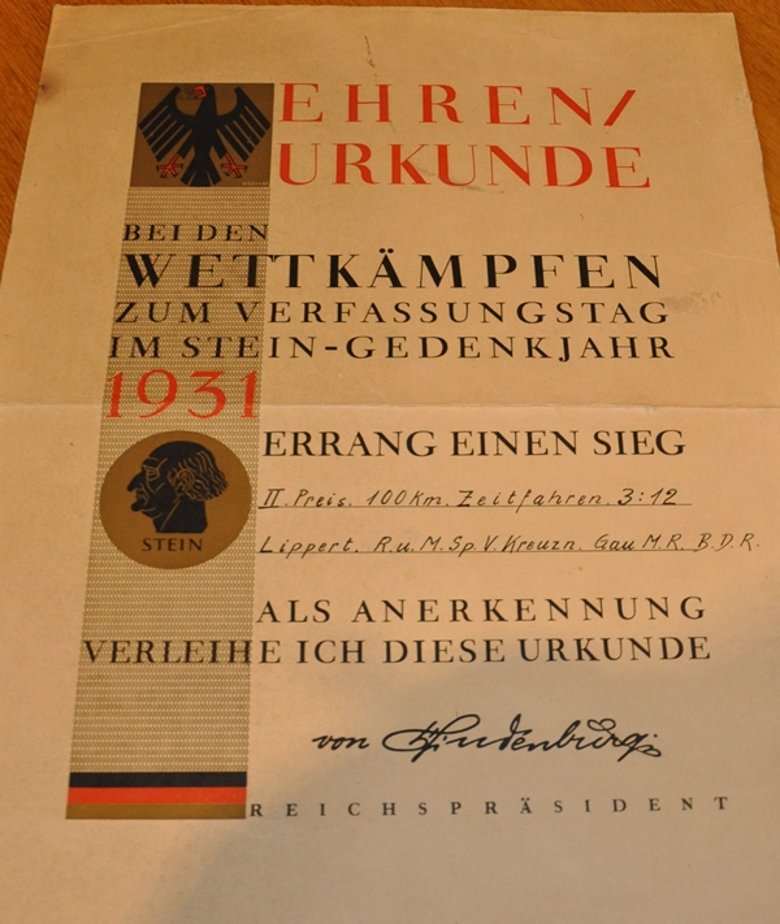 EHREN/
URKUNDE
BEI DEN
WETTKÄMPFEN
ZUM VERFASSUNGSTAG
IM STEIN-GEDENKJAHR
1931
ERRANG EINEN SIEG
II. Preis. 100 Km. Zeitfahren. 3:12
STEIN
Lippert. R.u.M.Sp.V. Kreuzn. Gau M.R. B.D.R.
ALS ANERKENNUNG
VERLEIHE ICH DIESE URKUNDE
von Hindenburg
REICHSPRÄSIDENT